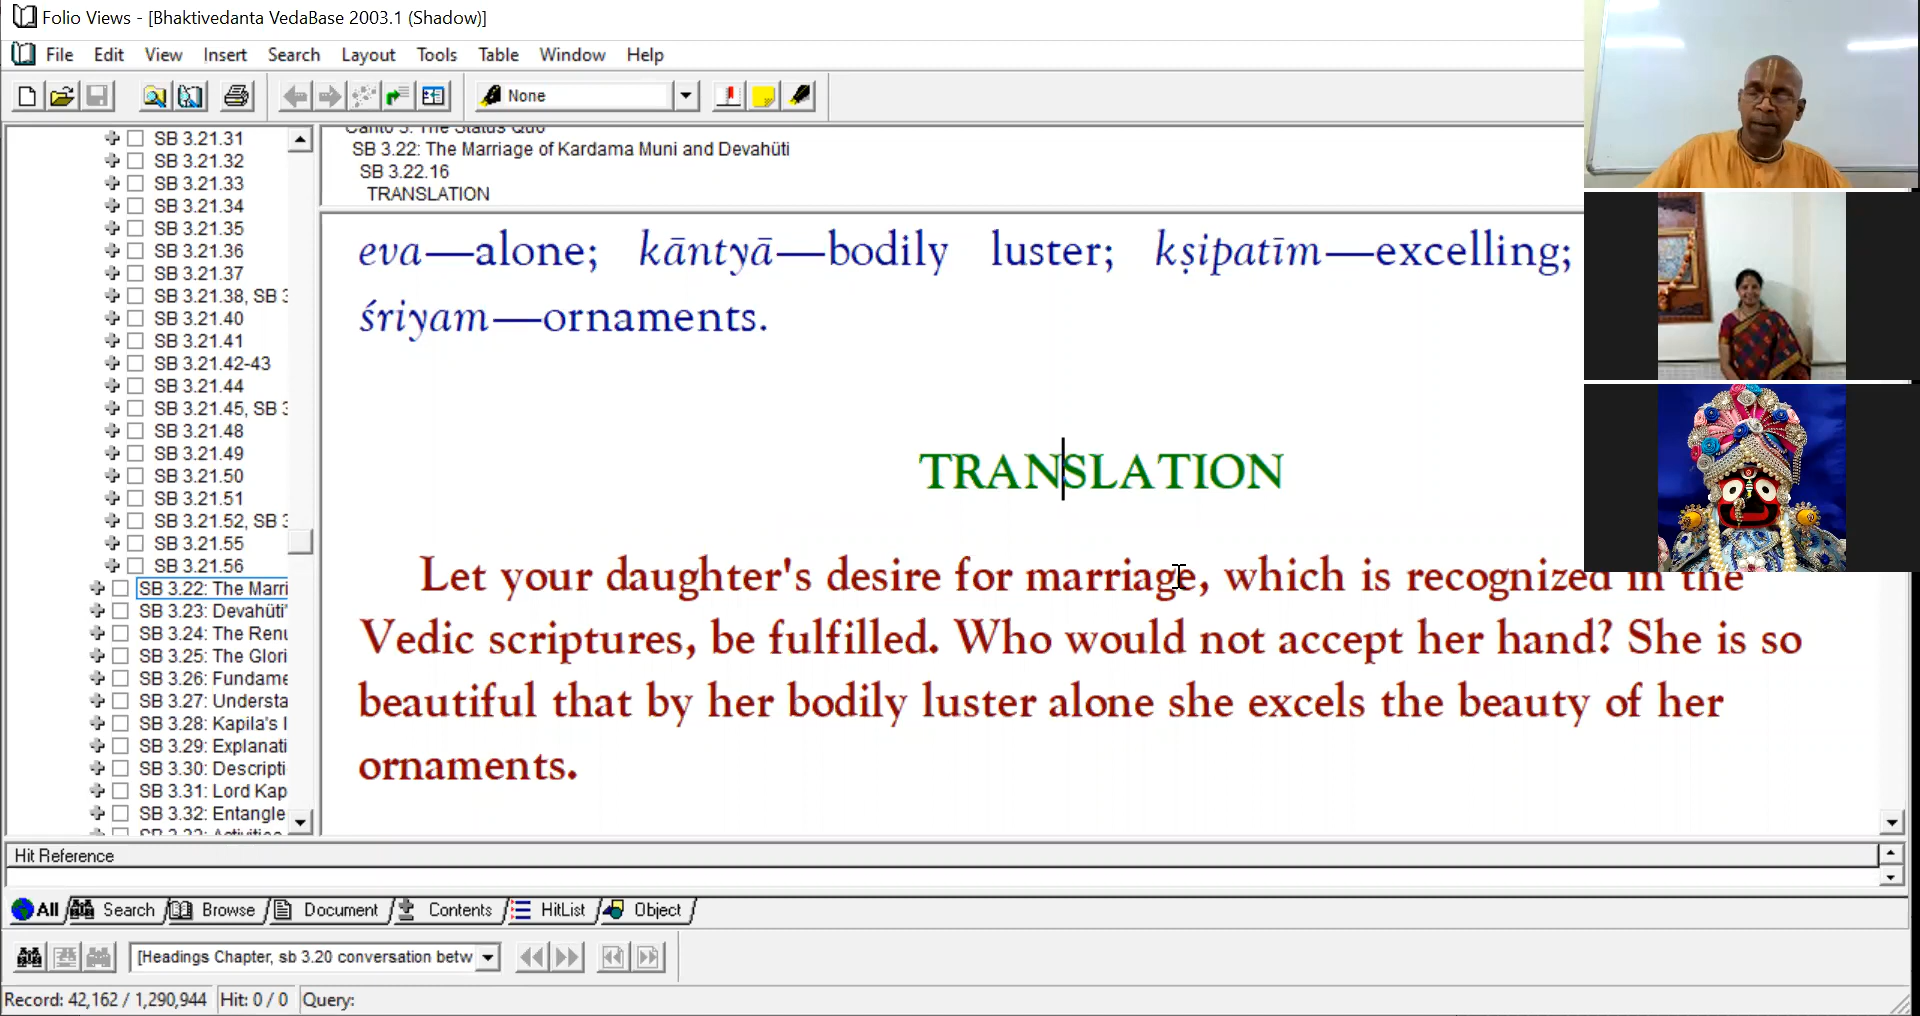 Folio Views - [Bhaktivedanta VedaBase 2003.1 (Shadow)]
File Edit View Insert Search Layout Tools Table Window Help
None
SB 3.21.31
SB 3.21.32
SB 3.21.33
SB 3.21.34
SB 3.21.35
SB 3.21.36
SB 3.21.37
SB 3.21.38, SB 3
SB 3.21.40
SB 3.21.41
SB 3.21.42-43
SB 3.21.44
SB 3.21.45, SB 3
SB 3.21.48
SB 3.21.49
SB 3.21.50
SB 3.21.51
SB 3.21.52, SB 3
SB 3.21.55
SB 3.21.56
SB 3.22: The Marri
SB 3.23: Devahūti'
SB 3.24: The Renu
SB 3.25: The Glori
SB 3.26: Fundame
SB 3.27: Understa
SB 3.28: Kapila's I
SB 3.29: Explanati
SB 3.30: Descripti
SB 3.31: Lord Kap
SB 3.32: Entangle
SB 3.33: Activities
Canto 3: The Status Quo
SB 3.22: The Marriage of Kardama Muni and Devahūti
SB 3.22.16
TRANSLATION
eva—alone; kāntyā—bodily luster; kṣipatīm—excelling;
śriyam—ornaments.
TRANSLATION
Let your daughter's desire for marriage, which is recognized in the
Vedic scriptures, be fulfilled. Who would not accept her hand? She is so
beautiful that by her bodily luster alone she excels the beauty of her
ornaments.
Hit Reference
All Search Browse Document Contents HitList Object
[Headings Chapter, sb 3.20 conversation betw
Record: 42,162 / 1,290,944 Hit: 0 / 0 Query: